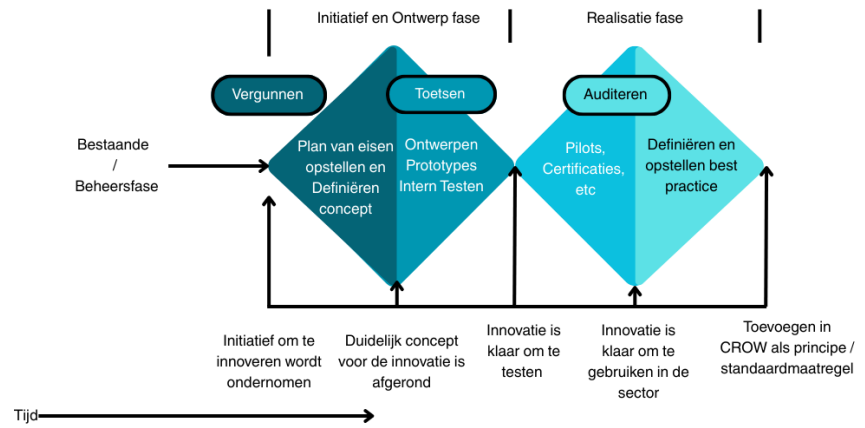 Initiatief en Ontwerp fase
Realisatie fase
Vergunnen
Toetsen
Auditeren
Bestaande
/
Beheersfase
Plan van eisen
opstellen en
Definiëren
concept
Ontwerpen
Prototypes
Intern Testen
Pilots,
Certificaties,
etc
Definiëren en
opstellen best
practice
Initiatief om te
innoveren wordt
ondernomen
Duidelijk concept
voor de innovatie is
afgerond
Innovatie is
klaar om te
testen
Innovatie is
klaar om te
gebruiken in de
sector
Toevoegen in
CROW als principe /
standaardmaatregel
Tijd